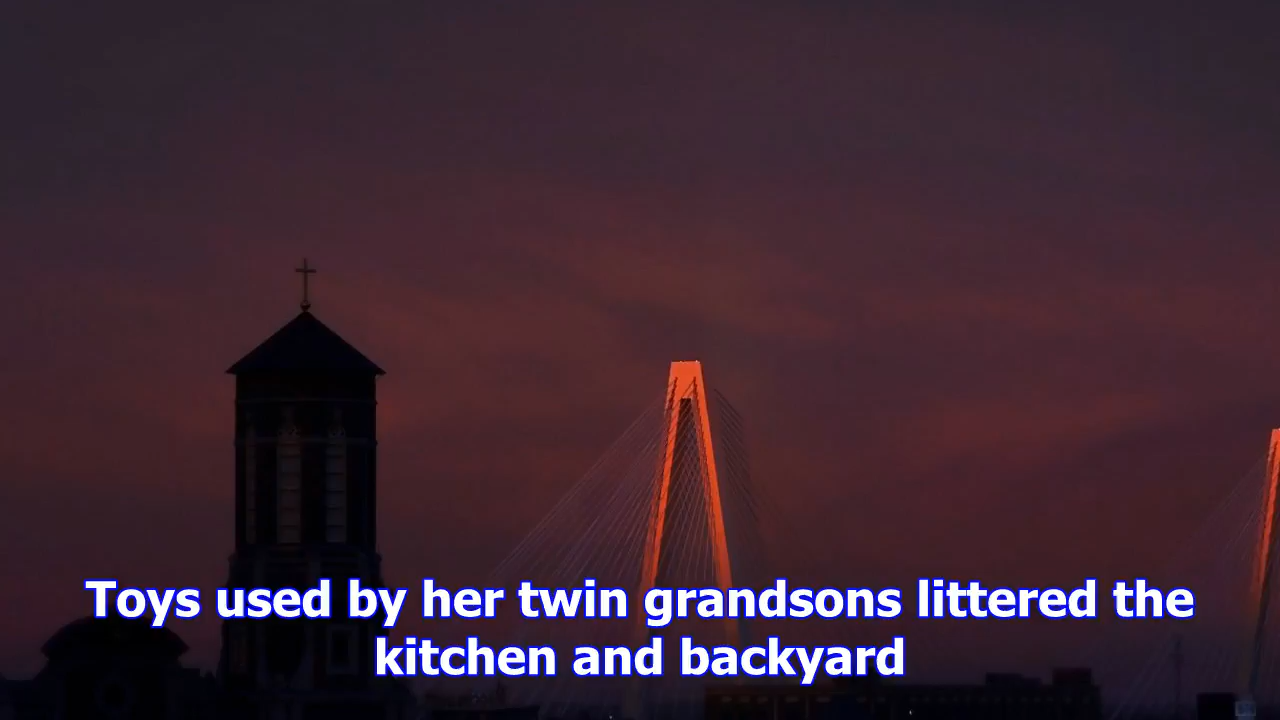 Toys used by her twin grandsons littered the
kitchen and backyard